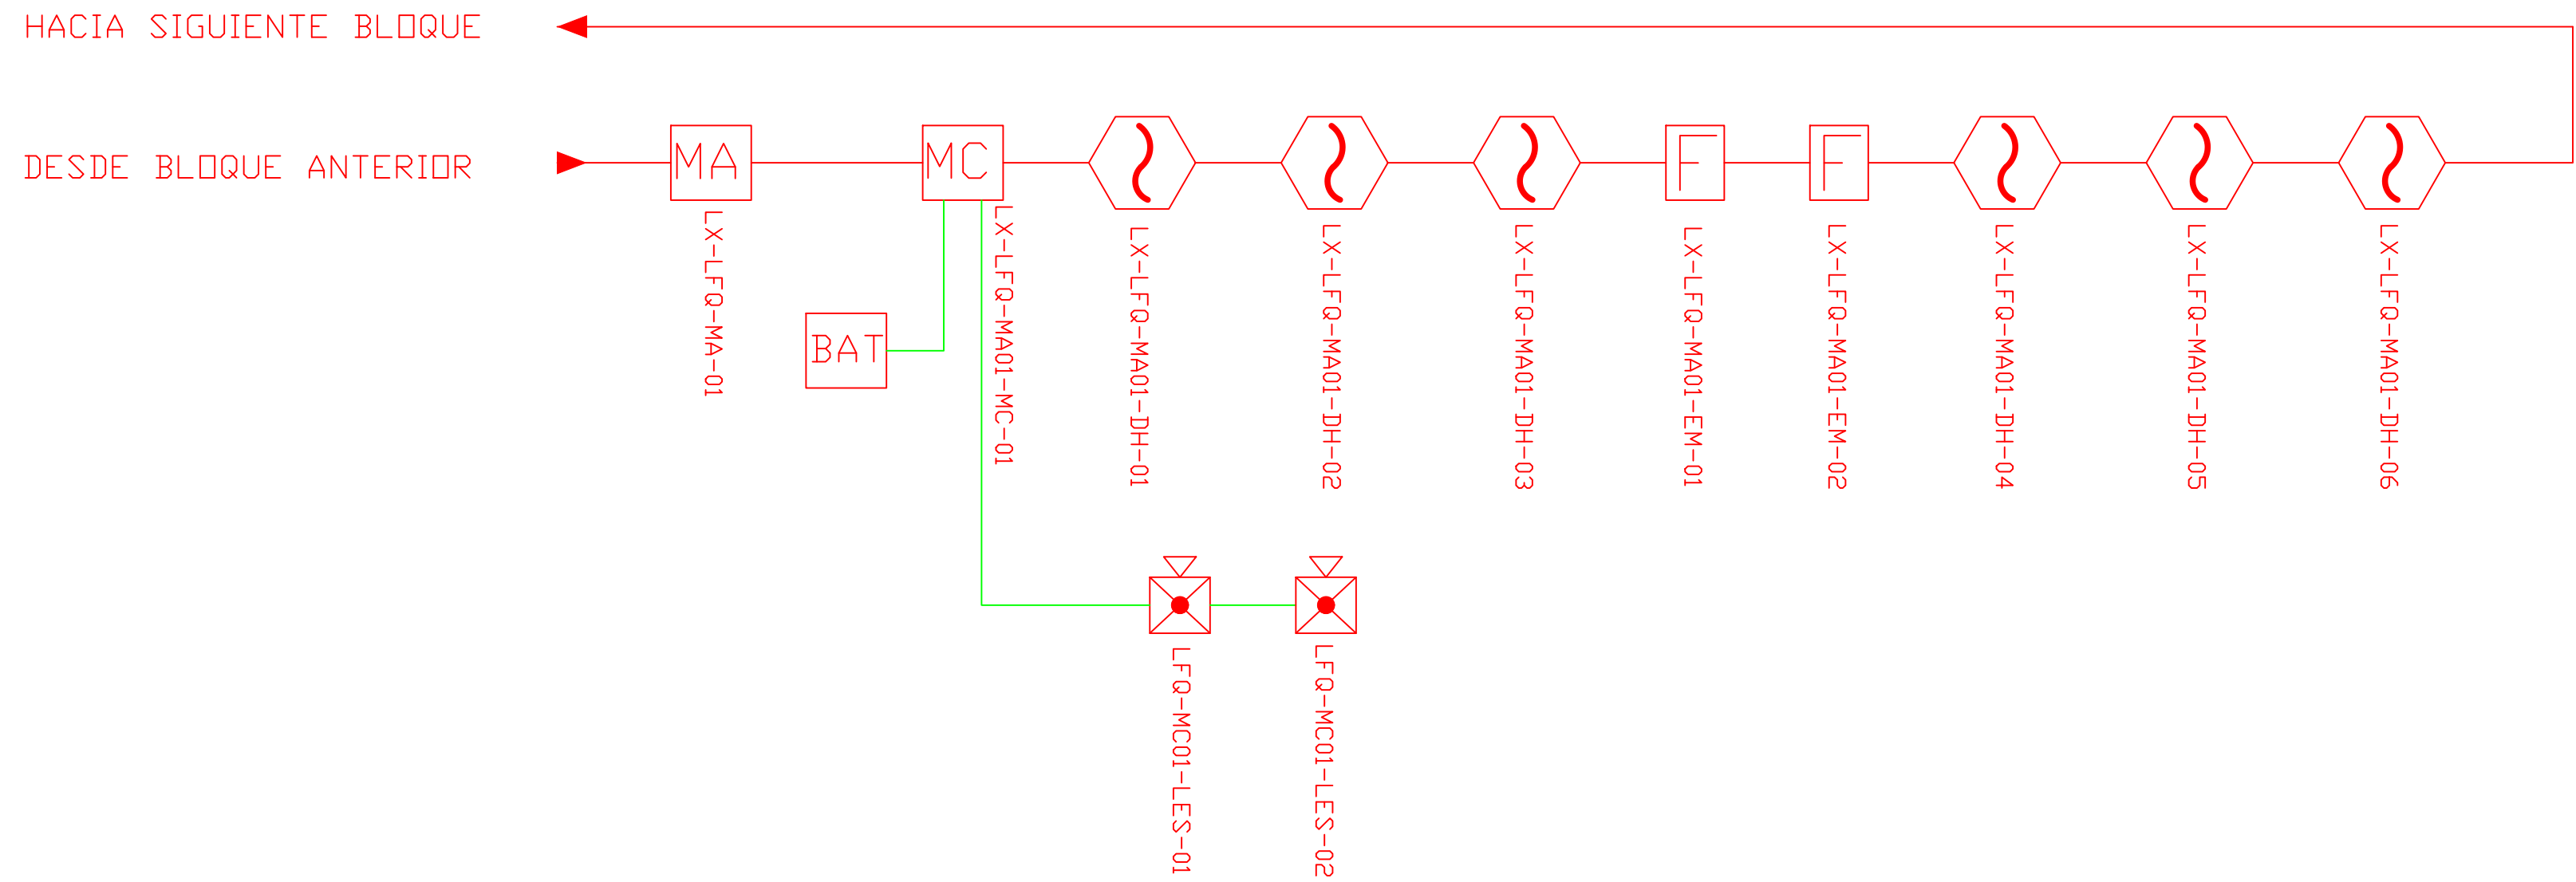 HACIA SIGUIENTE BLOQUE
DESDE BLOQUE ANTERIOR
MA
MC
F
F
LX-LFQ-MA-01
LX-LFQ-MA01-MC-01
LX-LFQ-MA01-DH-01
LX-LFQ-MA01-DH-02
LX-LFQ-MA01-DH-03
LX-LFQ-MA01-EM-01
LX-LFQ-MA01-EM-02
LX-LFQ-MA01-DH-04
LX-LFQ-MA01-DH-05
LX-LFQ-MA01-DH-06
BAT
LFQ-MC01-LES-01
LFQ-MC01-LES-02